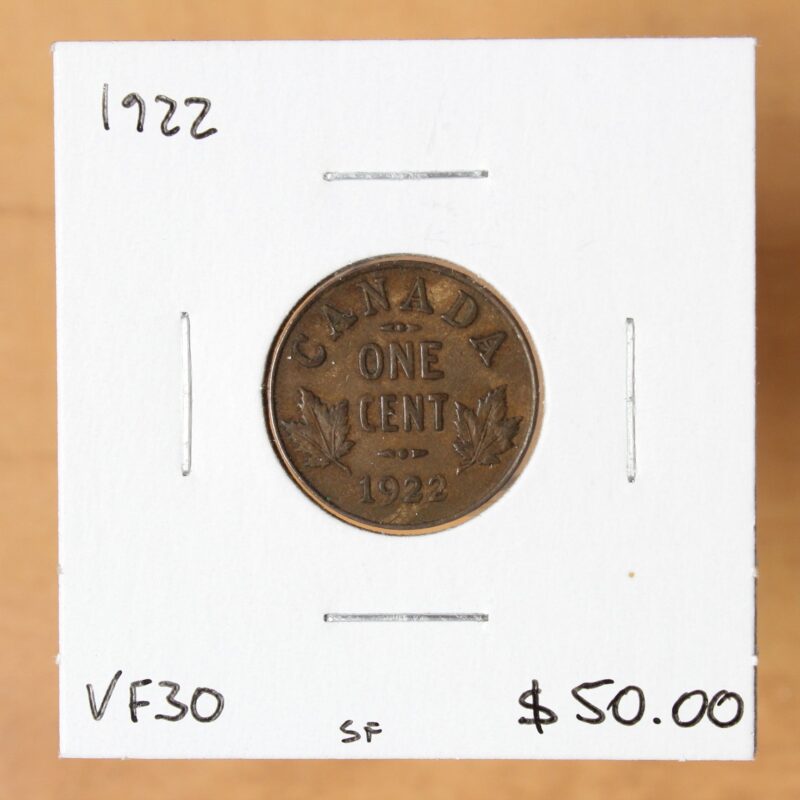 1922
CANADA
ONE
CENT
1922
VF30
SF
$50.00